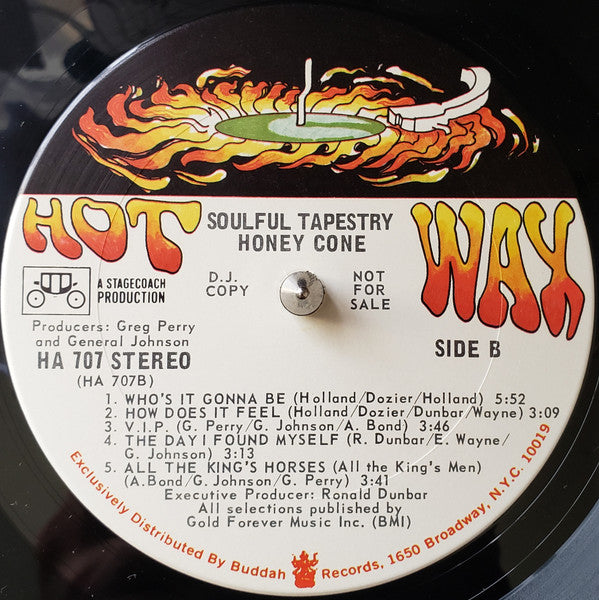 HOT
WAX
SOULFUL TAPESTRY
HONEY CONE
A STAGECOACH
PRODUCTION
D.J.
COPY
NOT
FOR
SALE
Producers: Greg Perry
and General Johnson
HA 707 STEREO
(HA 707B)
SIDE B
1. WHO'S IT GONNA BE (Holland/Dozier/Holland) 5:52
2. HOW DOES IT FEEL (Holland/Dozier/Dunbar/Wayne) 3:09
3. V.I.P. (G. Perry/G. Johnson/A. Bond) 3:46
4. THE DAY I FOUND MYSELF (R. Dunbar/E. Wayne/
G. Johnson) 3:13
5. ALL THE KING'S HORSES (All the King's Men)
(A.Bond/G. Johnson/G. Perry) 3:41
Executive Producer: Ronald Dunbar
All selections published by
Gold Forever Music Inc. (BMI)
Exclusively Distributed By Buddah Records, 1650 Broadway, N.Y.C. 10019